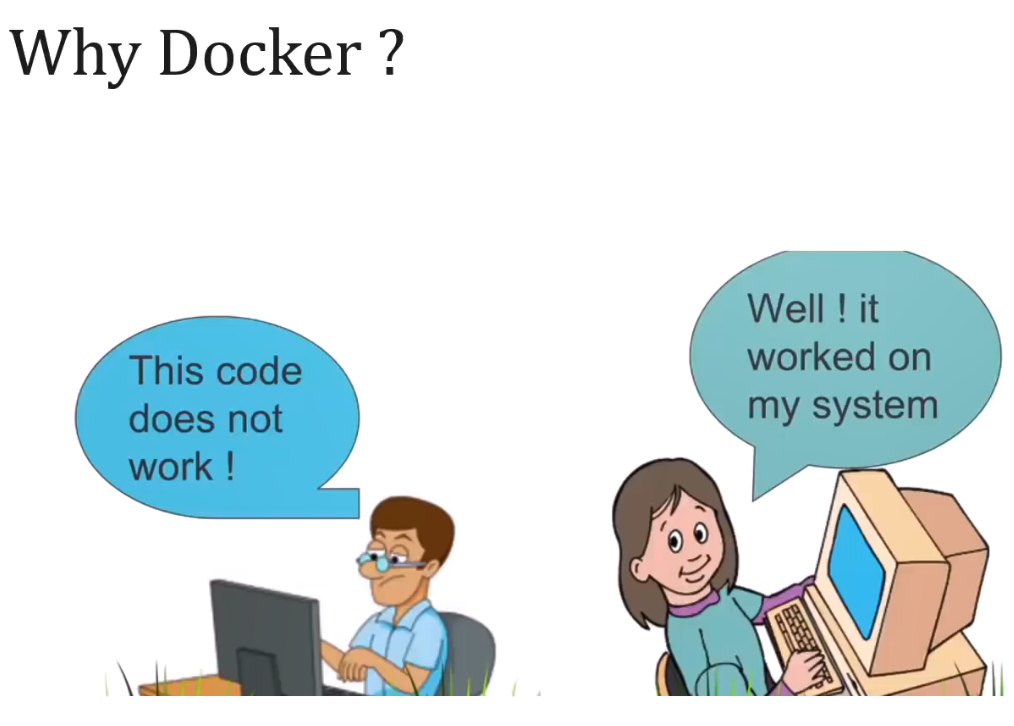 Why Docker ?
This code
does not
work !
Well ! it
worked on
my system